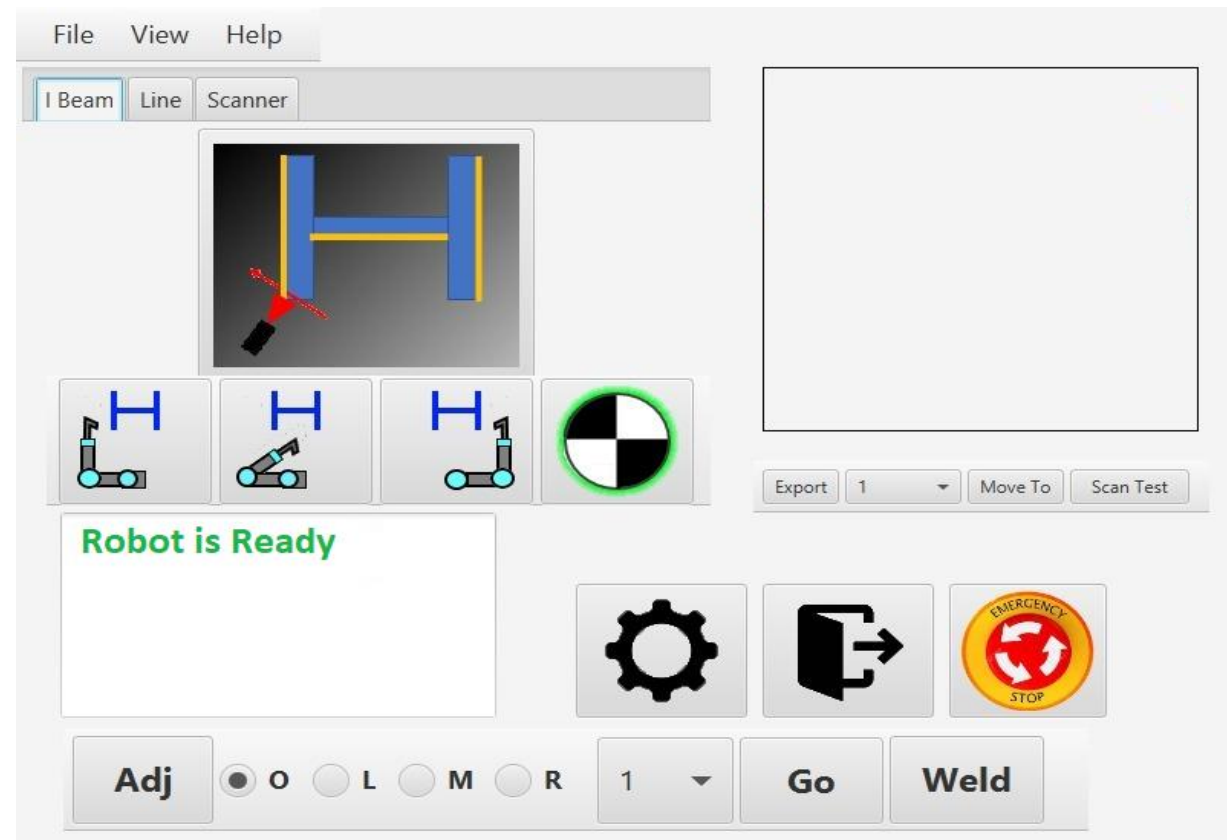 File View Help
I Beam Line Scanner
Export 1 Move To Scan Test
Robot is Ready
EMERGENCY
STOP
Adj O L M R 1 Go Weld